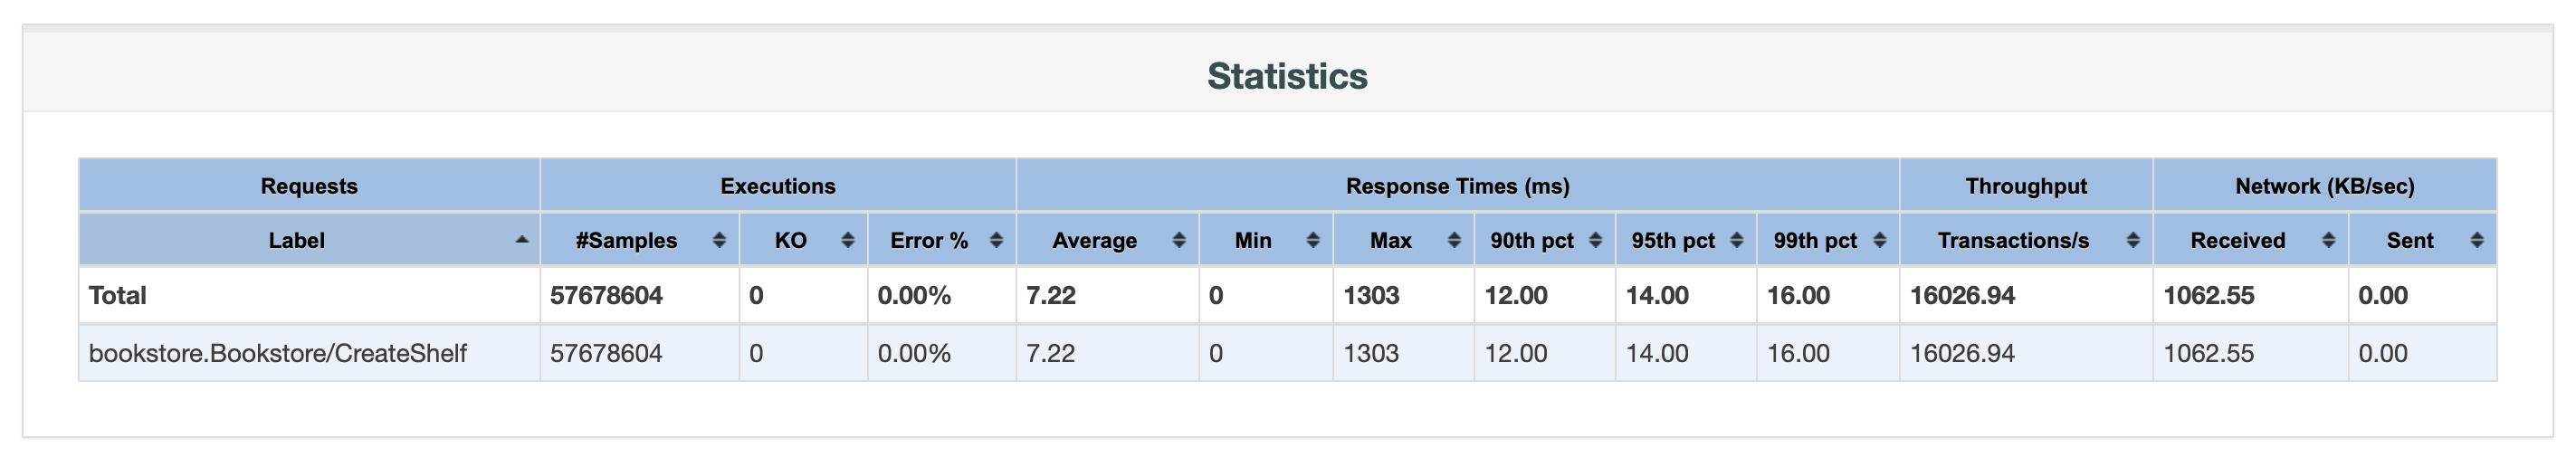 Statistics
Requests Executions Response Times (ms) Throughput Network (KB/sec)
Label #Samples KO Error % Average Min Max 90th pct 95th pct 99th pct Transactions/s Received Sent
Total 57678604 0 0.00% 7.22 0 1303 12.00 14.00 16.00 16026.94 1062.55 0.00
bookstore.Bookstore/CreateShelf 57678604 0 0.00% 7.22 0 1303 12.00 14.00 16.00 16026.94 1062.55 0.00